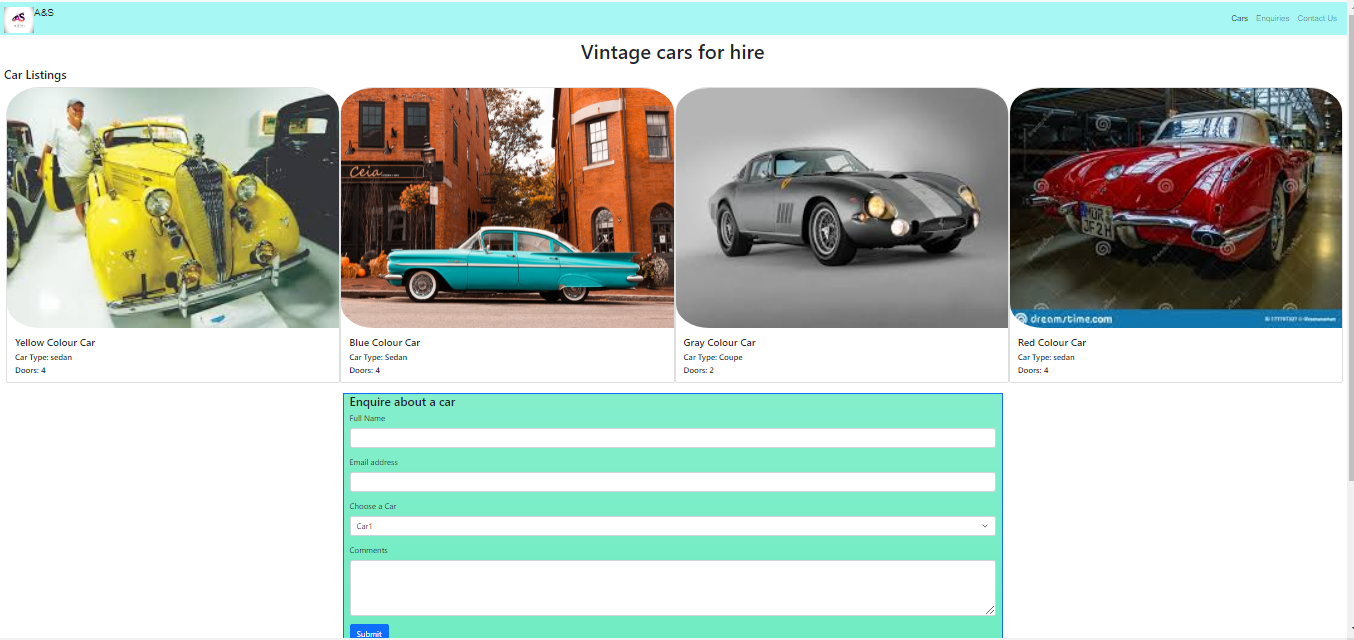 A&S
Cars Enquiries Contact Us
Vintage cars for hire
Car Listings
Ceia
MÜR
JF 2 H
dreamstime.com
Yellow Colour Car
Car Type: sedan
Doors: 4
Blue Colour Car
Car Type: Sedan
Doors: 4
Gray Colour Car
Car Type: Coupe
Doors: 2
Red Colour Car
Car Type: sedan
Doors: 4
Enquire about a car
Full Name
Email address
Choose a Car
Car1
Comments
Submit